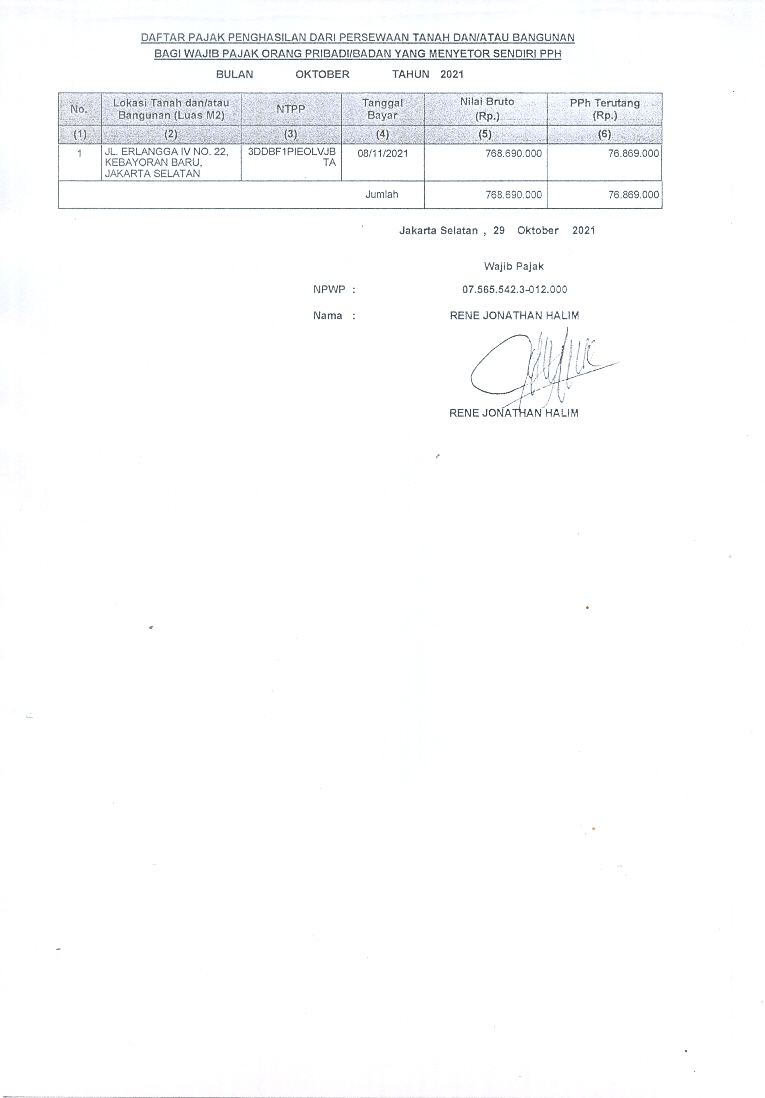 DAFTAR PAJAK PENGHASILAN DARI PERSEWAAN TANAH DAN/ATAU BANGUNAN
BAGI WAJIB PAJAK ORANG PRIBADI/BADAN YANG MENYETOR SENDIRI PPH
BULAN OKTOBER TAHUN 2021
No. Lokasi Tanah dan/atau Bangunan (Luas M2) NTPP Tanggal Bayar Nilai Bruto (Rp.) PPh Terutang (Rp.)
(1) (2) (3) (4) (5) (6)
1 JL. ERLANGGA IV NO. 22, 3DDBF1PIEOLVJB 08/11/2021 768.690.000 76.869.000
KEBAYORAN BARU, TA
JAKARTA SELATAN
Jumlah 768.690.000 76.869.000
Jakarta Selatan , 29 Oktober 2021
Wajib Pajak
NPWP : 07.565.542.3-012.000
Nama : RENE JONATHAN HALIM
RENE JONATHAN HALIM